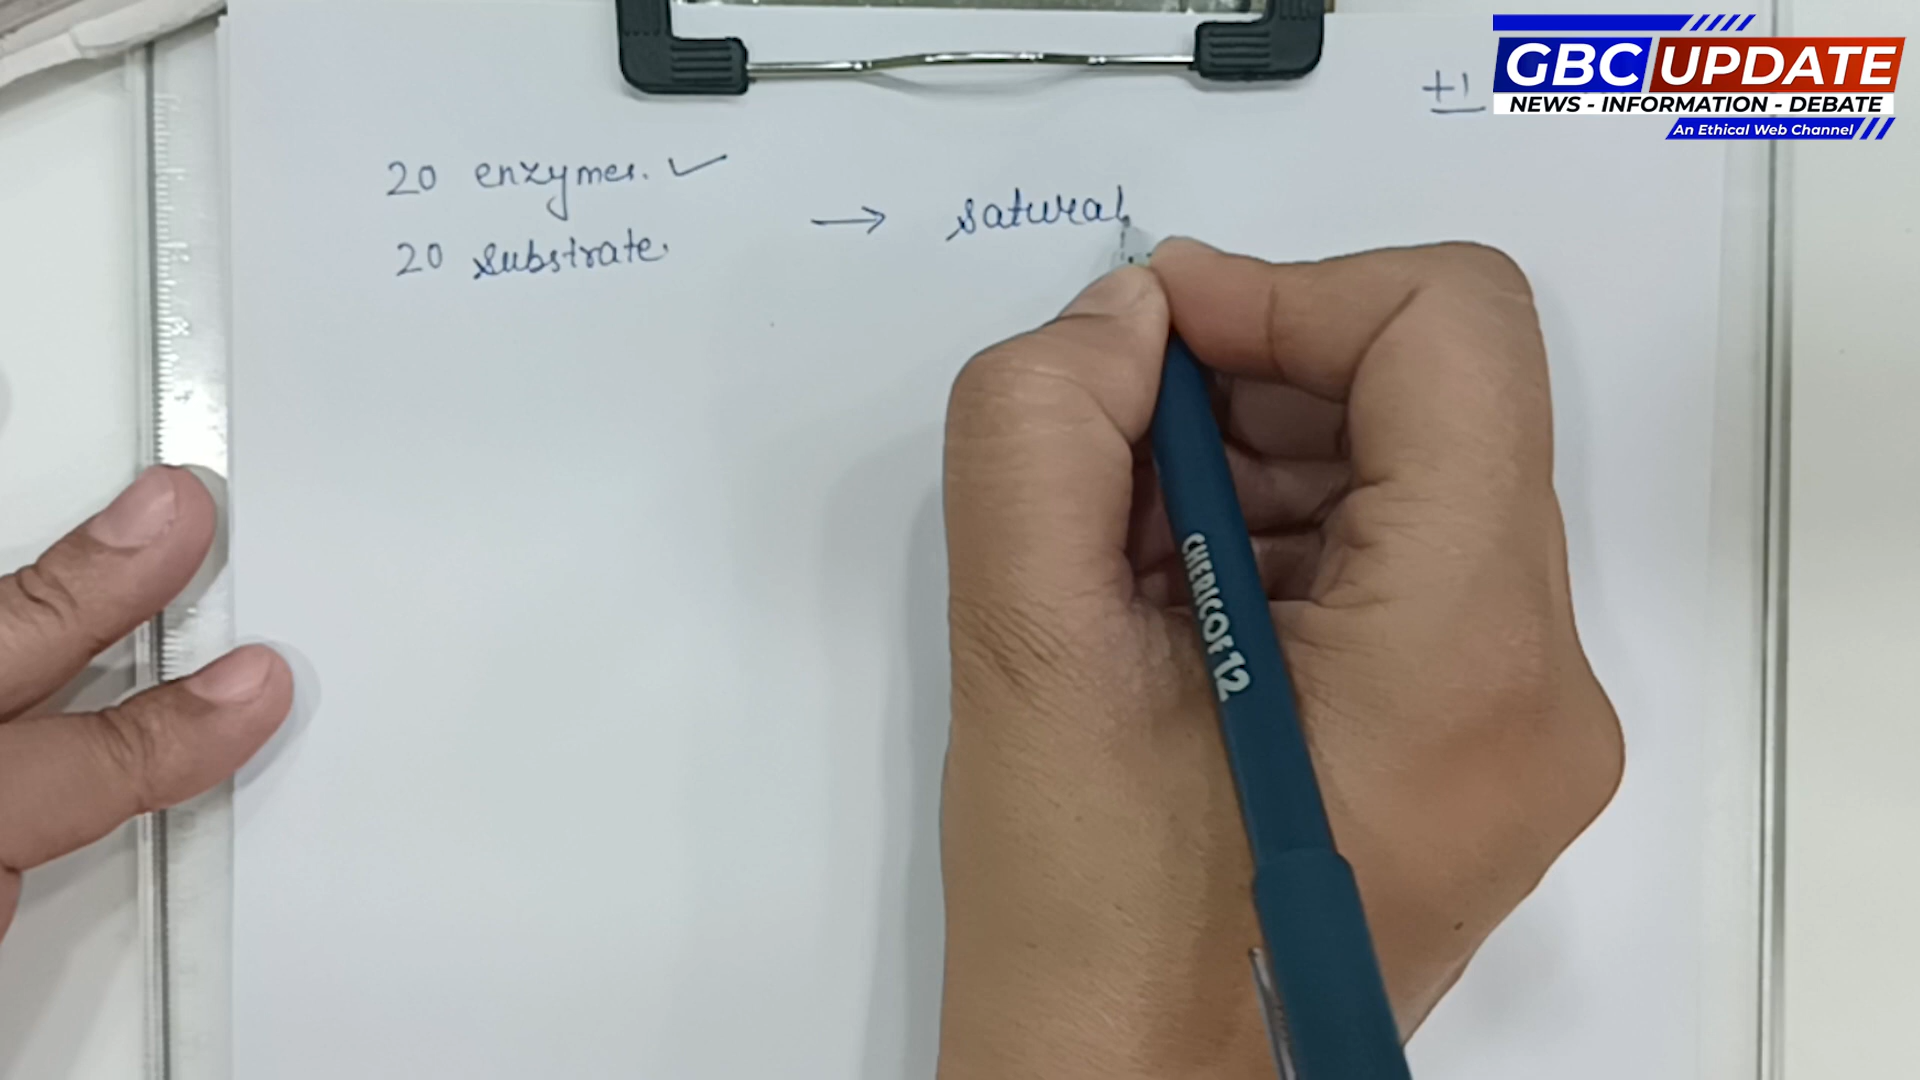 +1
GBC UPDATE
NEWS - INFORMATION - DEBATE
An Ethical Web Channel
20 enzymes. ✓
20 substrate.
→ saturat
CHERICOF 12